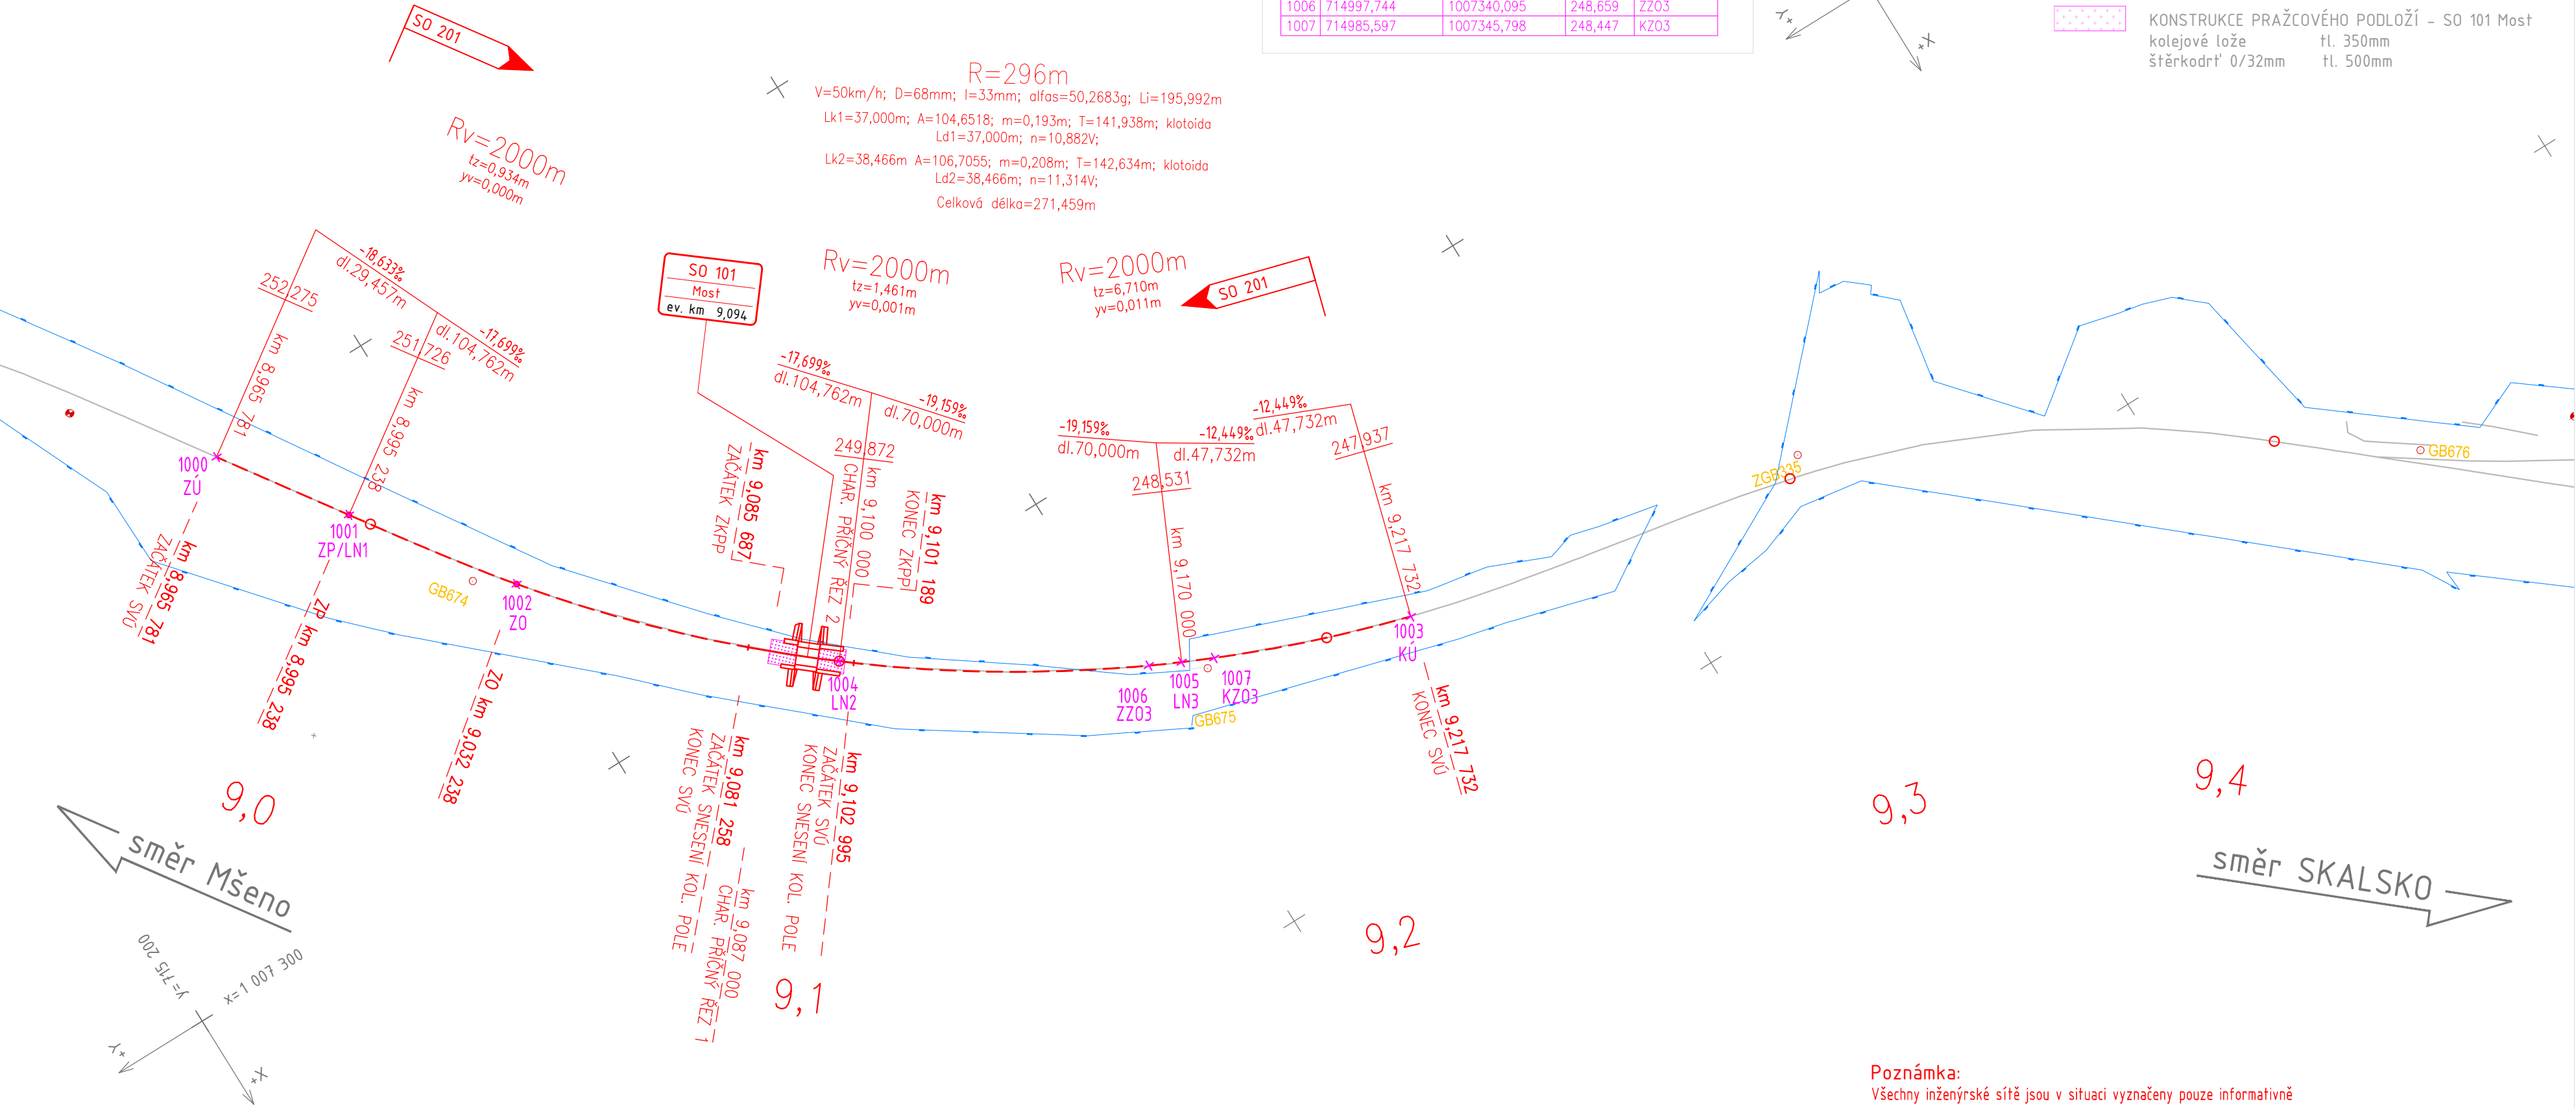 SO 201
1006 714997,744 1007340,095 248,659 ZZO3
1007 714985,597 1007345,798 248,447 KZO3
Y+
+X
KONSTRUKCE PRAŽCOVÉHO PODLOŽÍ - SO 101 Most
kolejové lože tl. 350mm
štěrkodrť 0/32mm tl. 500mm
R=296m
V=50km/h; D=68mm; I=33mm; alfas=50,2683g; Li=195,992m
Lk1=37,000m; A=104,6518; m=0,193m; T=141,938m; klotoida
Ld1=37,000m; n=10,882V;
Lk2=38,466m A=106,7055; m=0,208m; T=142,634m; klotoida
Ld2=38,466m; n=11,314V;
Celková délka=271,459m
Rv=2000m
tz=0,934m
yv=0,000m
Rv=2000m
tz=1,461m
yv=0,001m
Rv=2000m
tz=6,710m
yv=0,011m
SO 201
SO 101
Most
ev. km 9,094
-18,633‰
dl.29,457m
252,275
km 8,965 781
-17,699‰
dl.104,762m
251,726
km 8,995 238
-17,699‰
dl.104,762m
-19,159‰
dl.70,000m
249,872
km 9,100 000
CHAR. PŘÍČNÝ ŘEZ 2
-19,159‰
dl.70,000m
-12,449‰
dl.47,732m
248,531
km 9,170 000
-12,449‰
dl.47,732m
247,937
km 9,217 732
km 9,085 687
ZAČÁTEK ZKPP
km 9,101 189
KONEC ZKPP
1000
ZÚ
1001
ZP/LN1
1002
ZO
1004
LN2
1006
ZZO3
1005
LN3
1007
KZO3
1003
KÚ
GB674
GB675
ZGB335
GB676
km 8,965 781
ZAČÁTEK SVÚ
ZP km 8,995 238
ZO km 9,032 238
km 9,081 258
ZAČÁTEK SNESENÍ KOL. POLE
KONEC SVÚ
km 9,087 000
CHAR. PŘÍČNÝ ŘEZ 1
km 9,102 995
ZAČÁTEK SVÚ
KONEC SNESENÍ KOL. POLE
km 9,217 732
KONEC SVÚ
9,0
9,1
9,2
9,3
9,4
směr Mšeno
směr SKALSKO
y=715 200
x=1 007 300
Y+
+X
Poznámka:
Všechny inženýrské sítě jsou v situaci vyznačeny pouze informativně